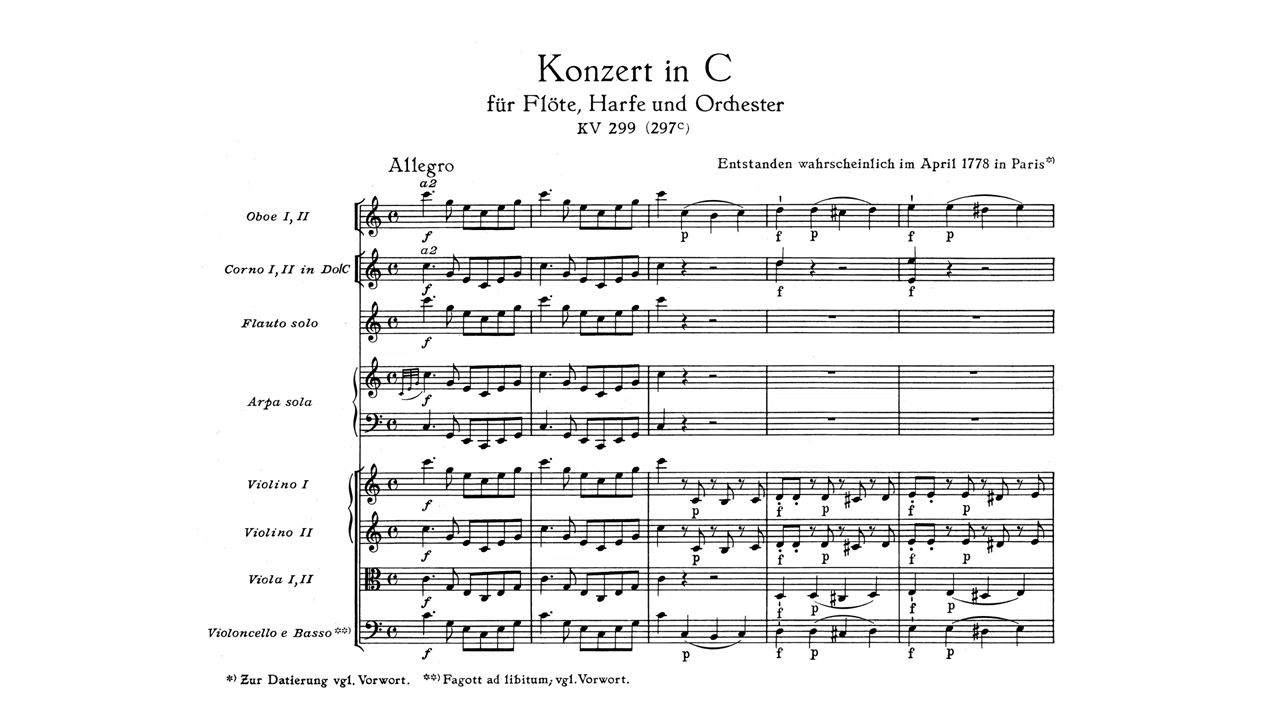 Konzert in C
für Flöte, Harfe und Orchester
KV 299 (297c)
Allegro
Entstanden wahrscheinlich im April 1778 in Paris*)
a2
Oboe I, II
f p f p f p
a2
Corno I, II in Do/C
f f f
Flauto solo
f
Arpa sola
f
Violino I
f p f p f p
Violino II
f p f p f p
Viola I, II
f f p f p
Violoncello e Basso**)
f p f p f p
*) Zur Datierung vgl. Vorwort. **) Fagott ad libitum; vgl. Vorwort.